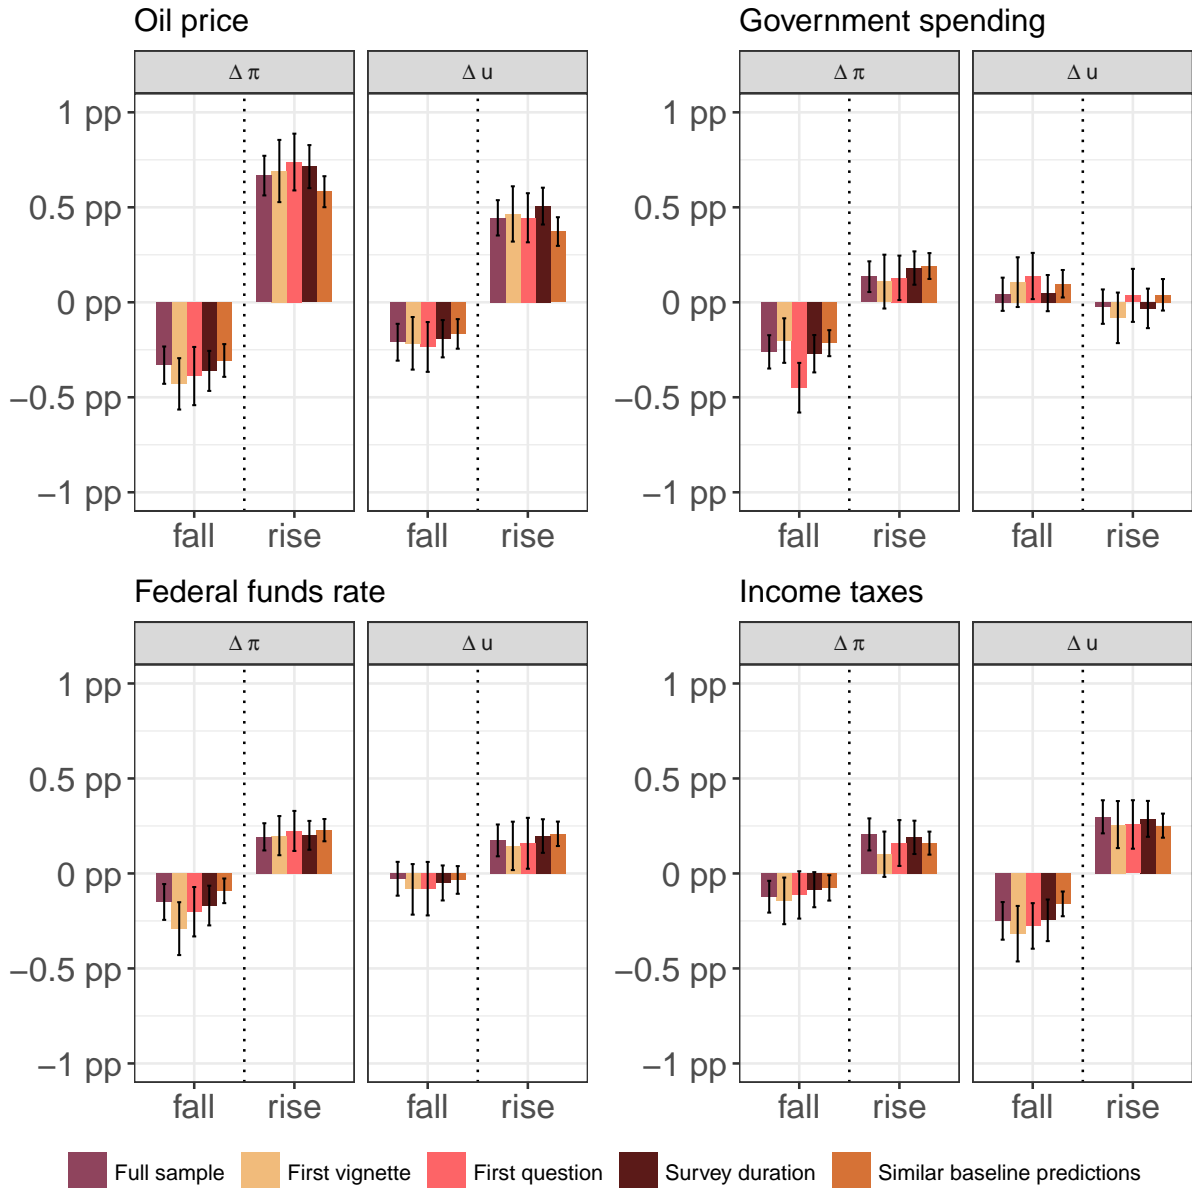 Oil price
Government spending
Δ π
Δ u
Δ π
Δ u
1 pp
0.5 pp
0 pp
−0.5 pp
−1 pp
1 pp
0.5 pp
0 pp
−0.5 pp
−1 pp
fall
rise
fall
rise
fall
rise
fall
rise
Federal funds rate
Income taxes
Δ π
Δ u
Δ π
Δ u
1 pp
0.5 pp
0 pp
−0.5 pp
−1 pp
1 pp
0.5 pp
0 pp
−0.5 pp
−1 pp
fall
rise
fall
rise
fall
rise
fall
rise
Full sample
First vignette
First question
Survey duration
Similar baseline predictions